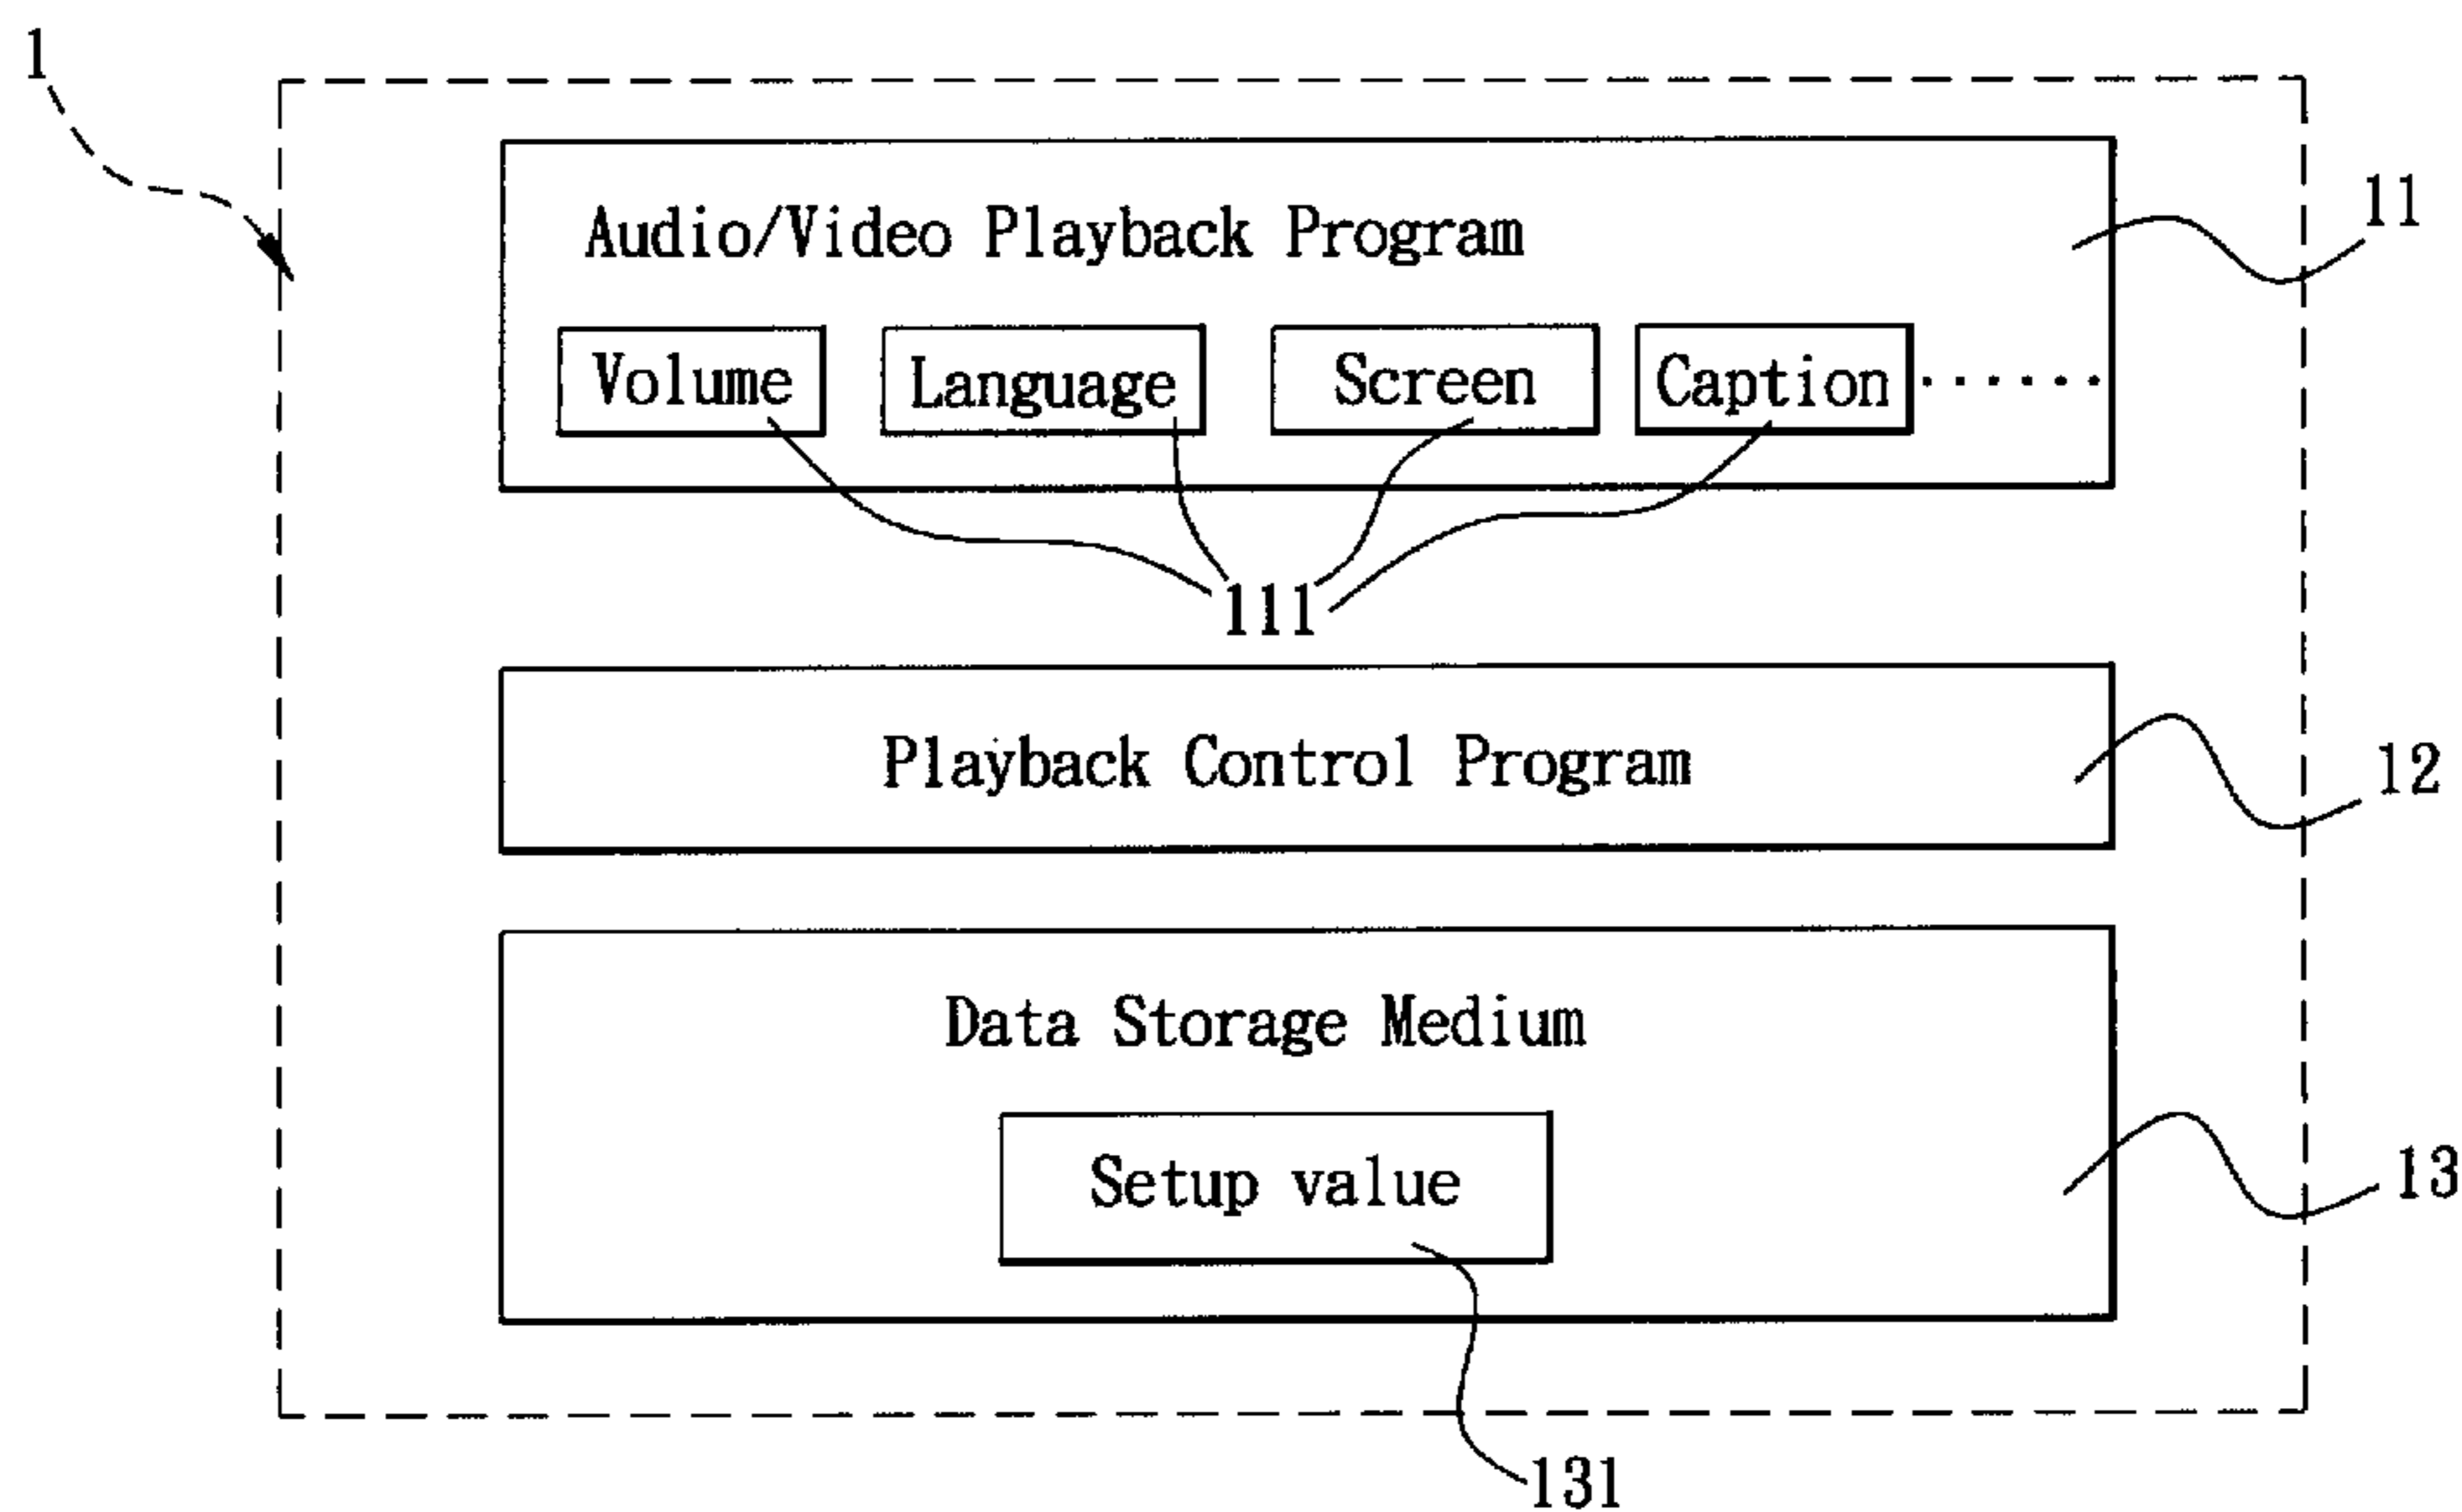 1
Audio/Video Playback Program
11
Volume Language Screen Caption ······
111
Playback Control Program
12
Data Storage Medium
Setup value
13
131